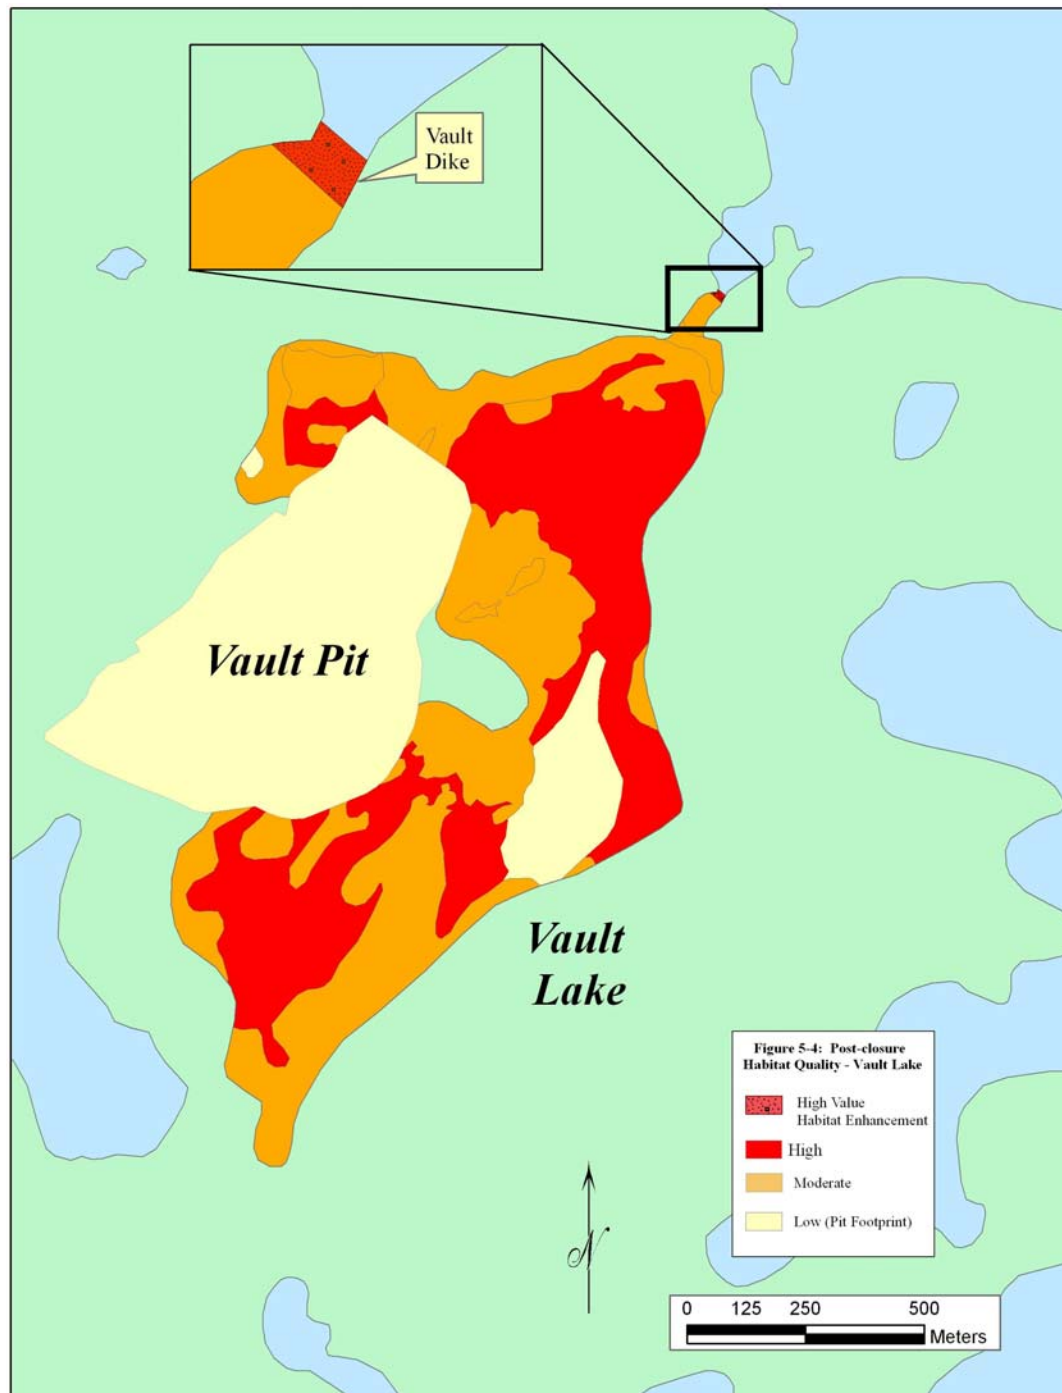 Vault
Dike
Vault Pit
Vault
Lake
Figure 5-4: Post-closure
Habitat Quality - Vault Lake
High Value
Habitat Enhancement
High
Moderate
Low (Pit Footprint)
N
0 125 250 500
Meters